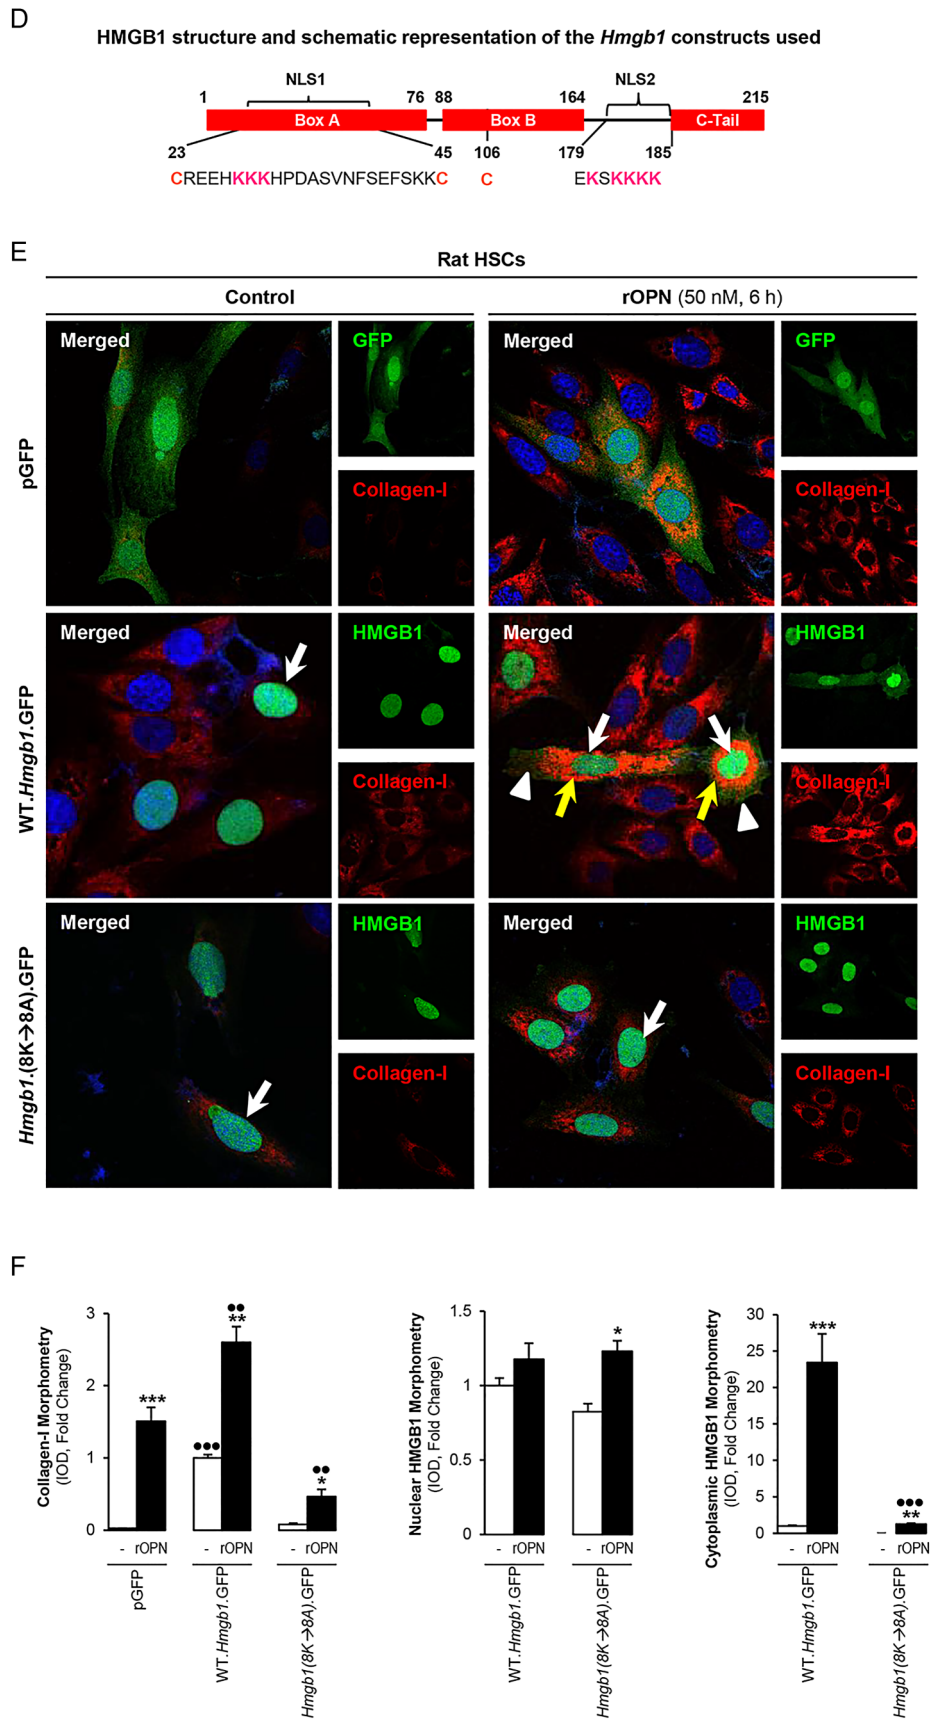 D
HMGB1 structure and schematic representation of the Hmgb1 constructs used
NLS1 NLS2
1 76 88 164 215
Box A Box B C-Tail
23 45 106 179 185
CREEHKKKHPDASVNFSEFSKKC C EKSKKKK
E
Rat HSCs
Control rOPN (50 nM, 6 h)
pGFP
Merged GFP Merged GFP
Collagen-I Collagen-I
WT.Hmgb1.GFP
Merged HMGB1 Merged HMGB1
Collagen-I Collagen-I
Hmgb1.(8K→8A).GFP
Merged HMGB1 Merged HMGB1
Collagen-I Collagen-I
F
Collagen-I Morphometry
(IOD, Fold Change)
3
2
1
0
***
●●●
●●
**
●●
*
- rOPN - rOPN - rOPN
pGFP
WT.Hmgb1.GFP
Hmgb1(8K→8A).GFP
Nuclear HMGB1 Morphometry
(IOD, Fold Change)
1.5
1
0.5
0
*
- rOPN - rOPN
WT.Hmgb1.GFP
Hmgb1(8K→8A).GFP
Cytoplasmic HMGB1 Morphometry
(IOD, Fold Change)
30
25
20
15
10
5
0
***
●●●
**
- rOPN - rOPN
WT.Hmgb1.GFP
Hmgb1(8K→8A).GFP